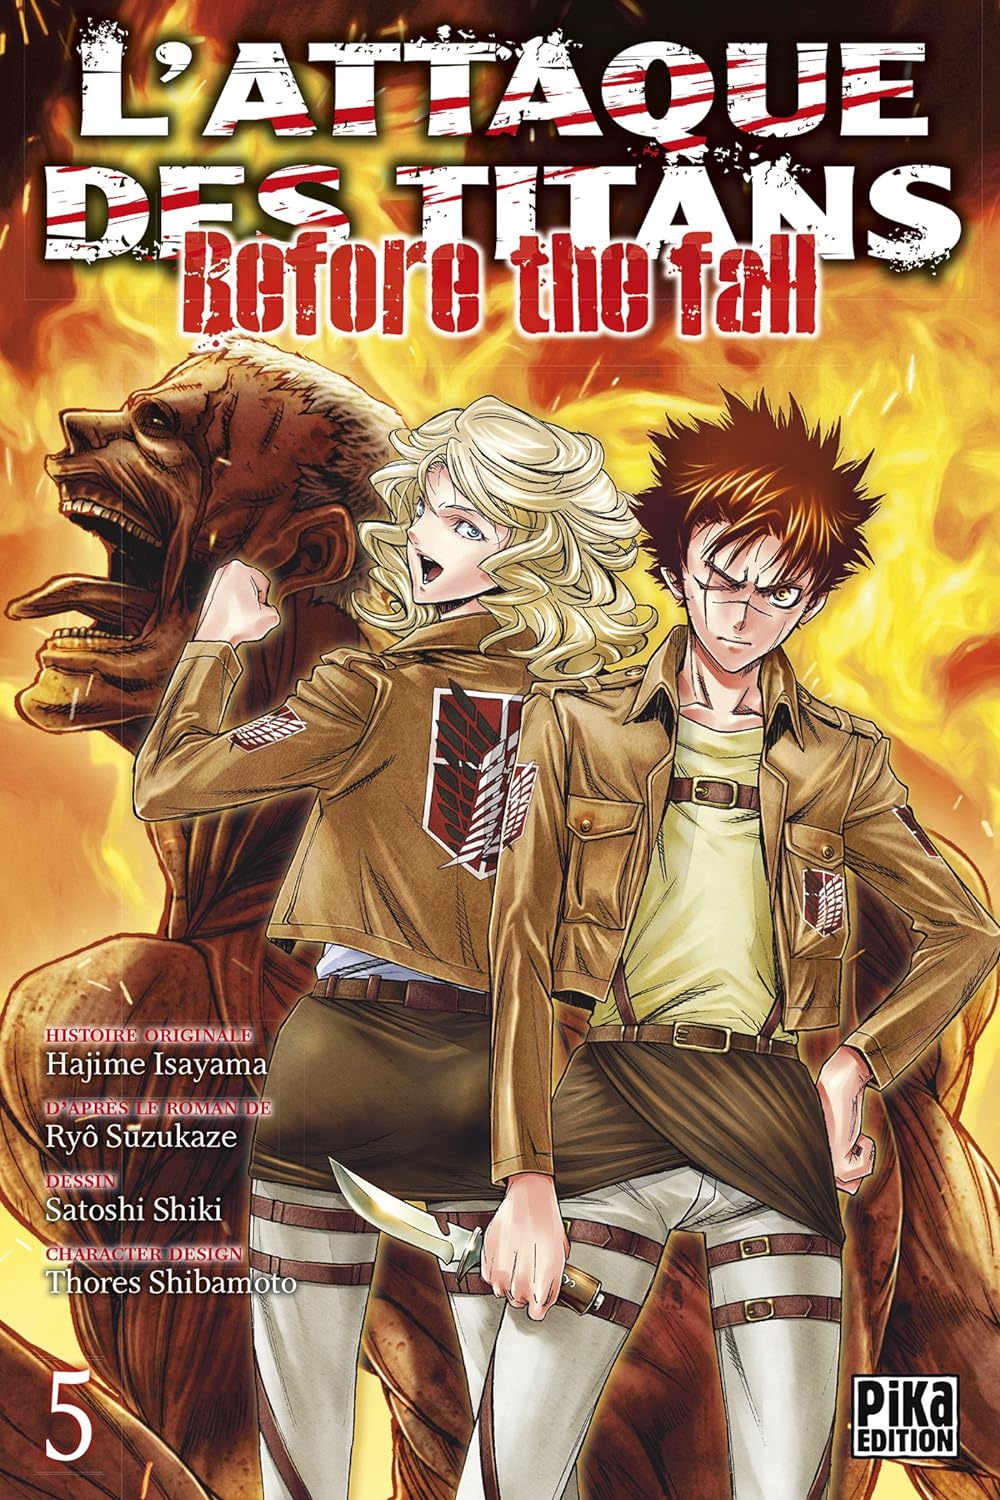 L'ATTAQUE
DES TITANS
Before the fall
HISTOIRE ORIGINALE
Hajime Isayama
D'APRÈS LE ROMAN DE
Ryô Suzukaze
DESSIN
Satoshi Shiki
CHARACTER DESIGN
Thores Shibamoto
5
PiKa
EDITION